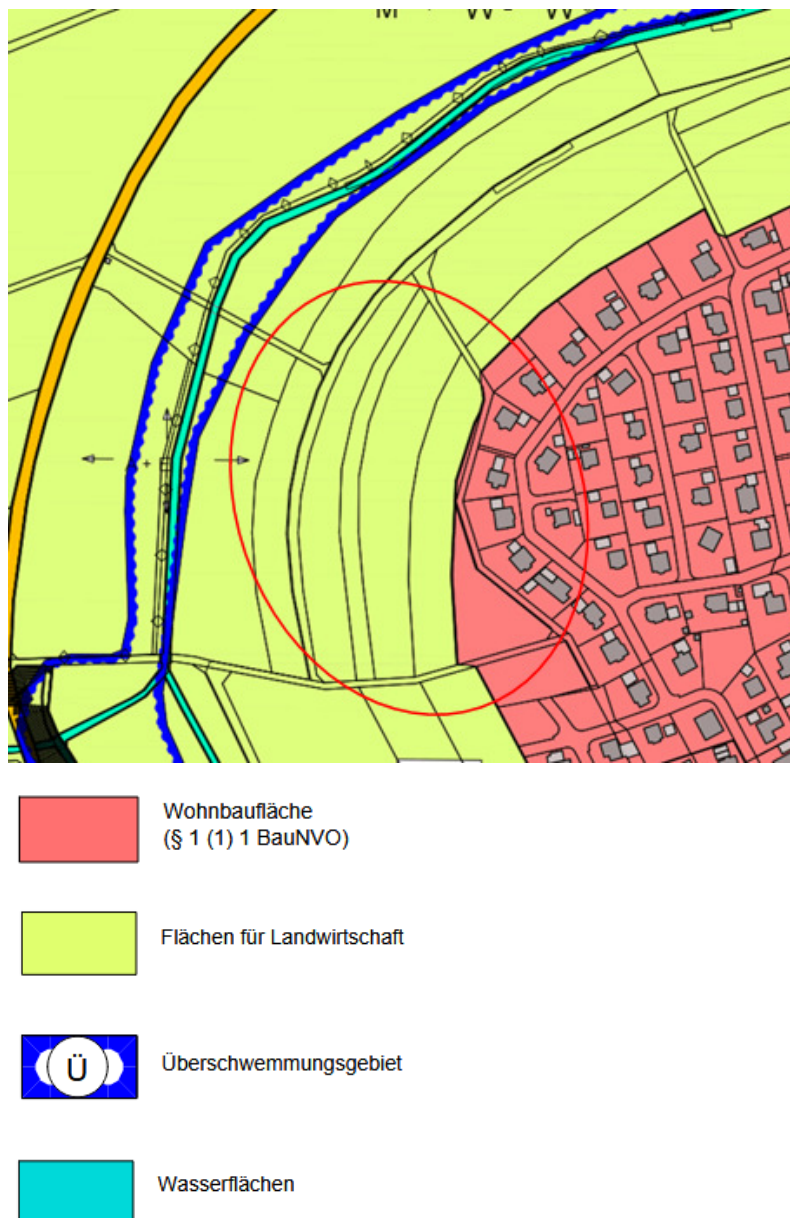 Wohnbaufläche
(§ 1 (1) 1 BauNVO)
Flächen für Landwirtschaft
Ü
Überschwemmungsgebiet
Wasserflächen